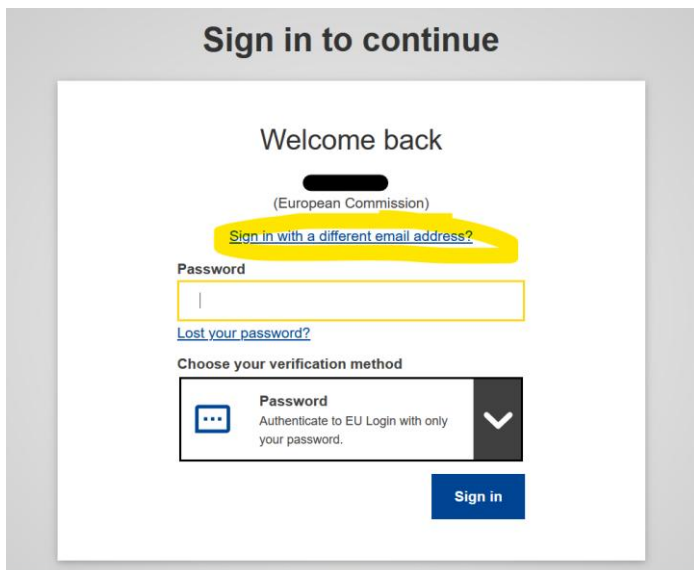 Sign in to continue
Welcome back
(European Commission)
Sign in with a different email address?
Password
Lost your password?
Choose your verification method
Password
Authenticate to EU Login with only
your password.
Sign in